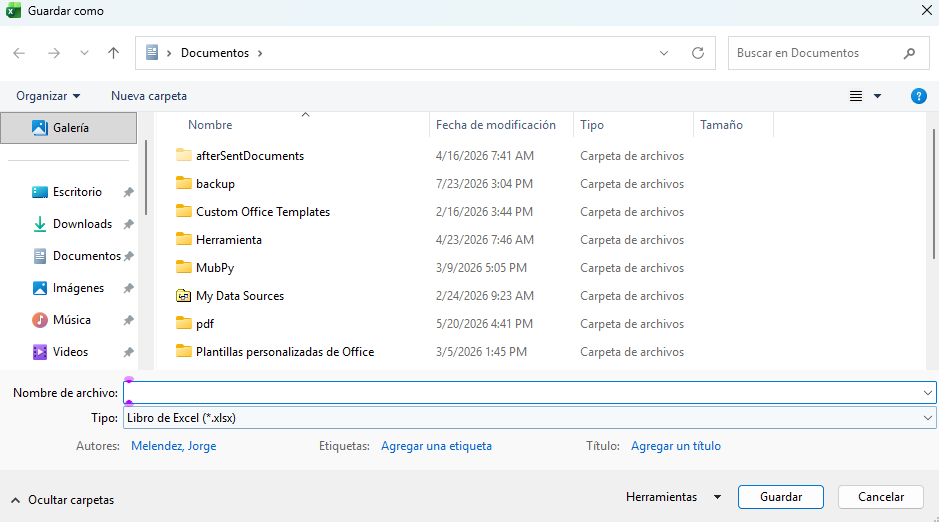 Guardar como
Documentos
Buscar en Documentos
Organizar Nueva carpeta
Galería
Escritorio
Downloads
Documentos
Imágenes
Música
Videos
Nombre Fecha de modificación Tipo Tamaño
afterSentDocuments 4/16/2026 7:41 AM Carpeta de archivos
backup 7/23/2026 3:04 PM Carpeta de archivos
Custom Office Templates 2/16/2026 3:44 PM Carpeta de archivos
Herramienta 4/23/2026 7:46 AM Carpeta de archivos
MubPy 3/9/2026 5:05 PM Carpeta de archivos
My Data Sources 2/24/2026 9:23 AM Carpeta de archivos
pdf 5/20/2026 4:41 PM Carpeta de archivos
Plantillas personalizadas de Office 3/5/2026 1:45 PM Carpeta de archivos
Nombre de archivo:
Tipo: Libro de Excel (*.xlsx)
Autores: Melendez, Jorge Etiquetas: Agregar una etiqueta Título: Agregar un título
Ocultar carpetas Herramientas Guardar Cancelar